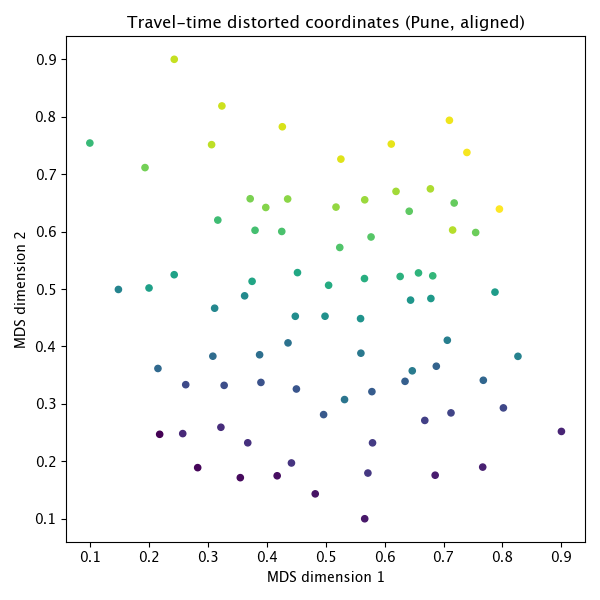 Travel-time distorted coordinates (Pune, aligned)
0.9
0.8
0.7
0.6
0.5
0.4
0.3
0.2
0.1
MDS dimension 2
0.1 0.2 0.3 0.4 0.5 0.6 0.7 0.8 0.9
MDS dimension 1